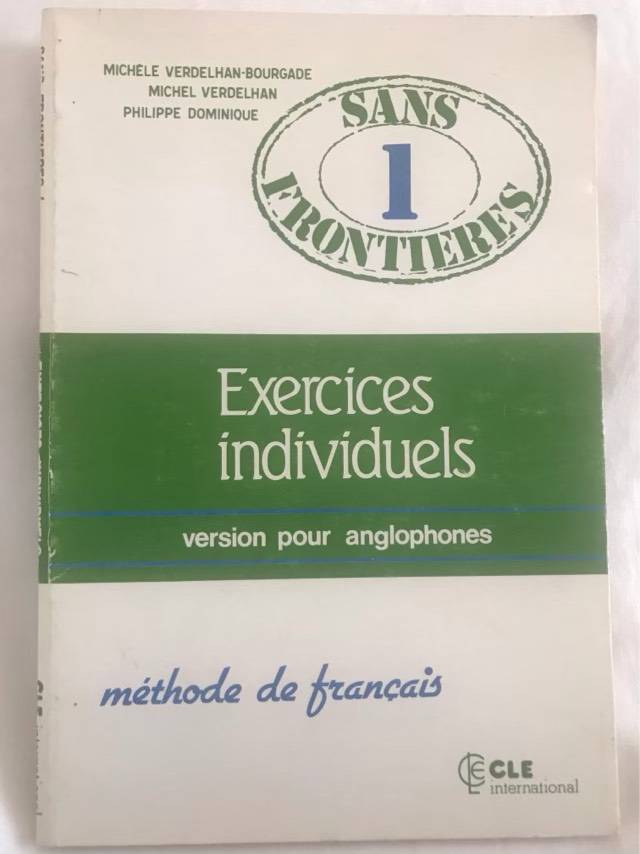 MICHÈLE VERDELHAN-BOURGADE
MICHEL VERDELHAN
PHILIPPE DOMINIQUE
SANS
1
FRONTIERES
Exercices
individuels
version pour anglophones
méthode de français
CLE
international